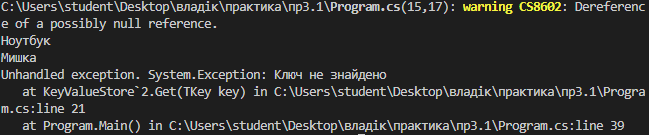 C:\Users\student\Desktop\владік\практика\пр3.1\Program.cs(15,17): warning CS8602: Dereferenc
e of a possibly null reference.
Ноутбук
Мишка
Unhandled exception. System.Exception: Ключ не знайдено
   at KeyValueStore`2.Get(TKey key) in C:\Users\student\Desktop\владік\практика\пр3.1\Progra
m.cs:line 21
   at Program.Main() in C:\Users\student\Desktop\владік\практика\пр3.1\Program.cs:line 39